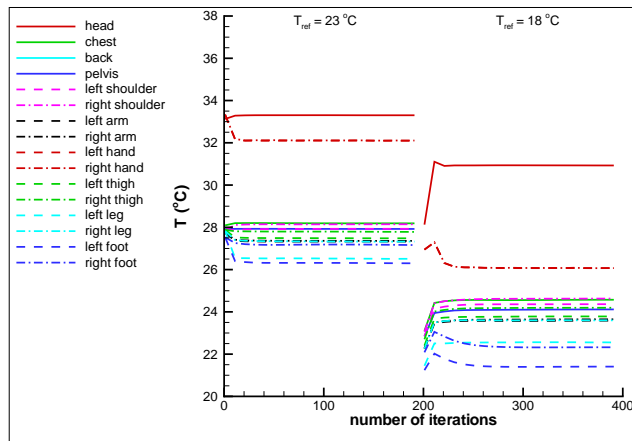 T_ref = 23 °C
T_ref = 18 °C
head
chest
back
pelvis
left shoulder
right shoulder
left arm
right arm
left hand
right hand
left thigh
right thigh
left leg
right leg
left foot
right foot
T (°C)
38
36
34
32
30
28
26
24
22
20
0
100
200
300
400
number of iterations